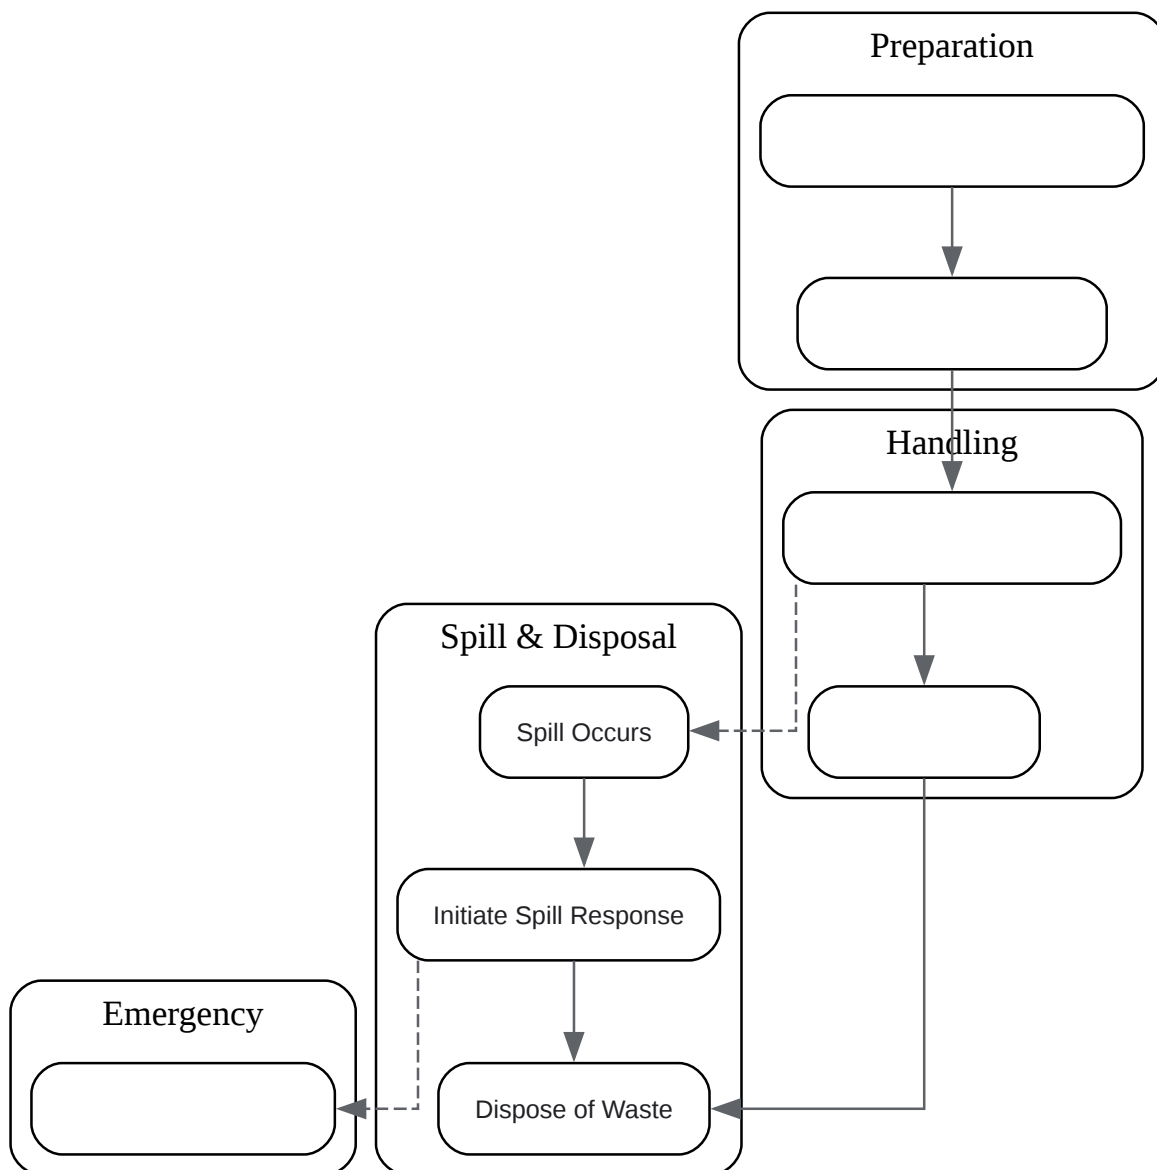 Preparation
Handling
Spill & Disposal
Spill Occurs
Initiate Spill Response
Emergency
Dispose of Waste